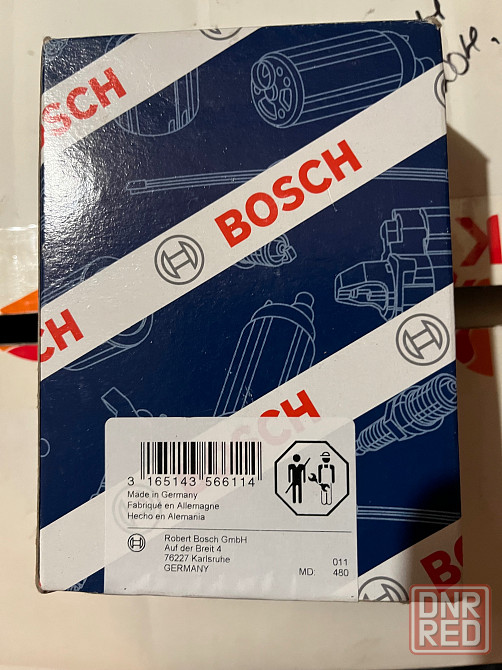 BOSCH
BOSCH
BOSCH
BOSCH
3 165143 566114
Made in Germany
Fabriqué en Allemagne
Hecho en Alemania
Robert Bosch GmbH
Auf der Breit 4
76227 Karlsruhe
GERMANY
011
MD: 480
DNR
RED